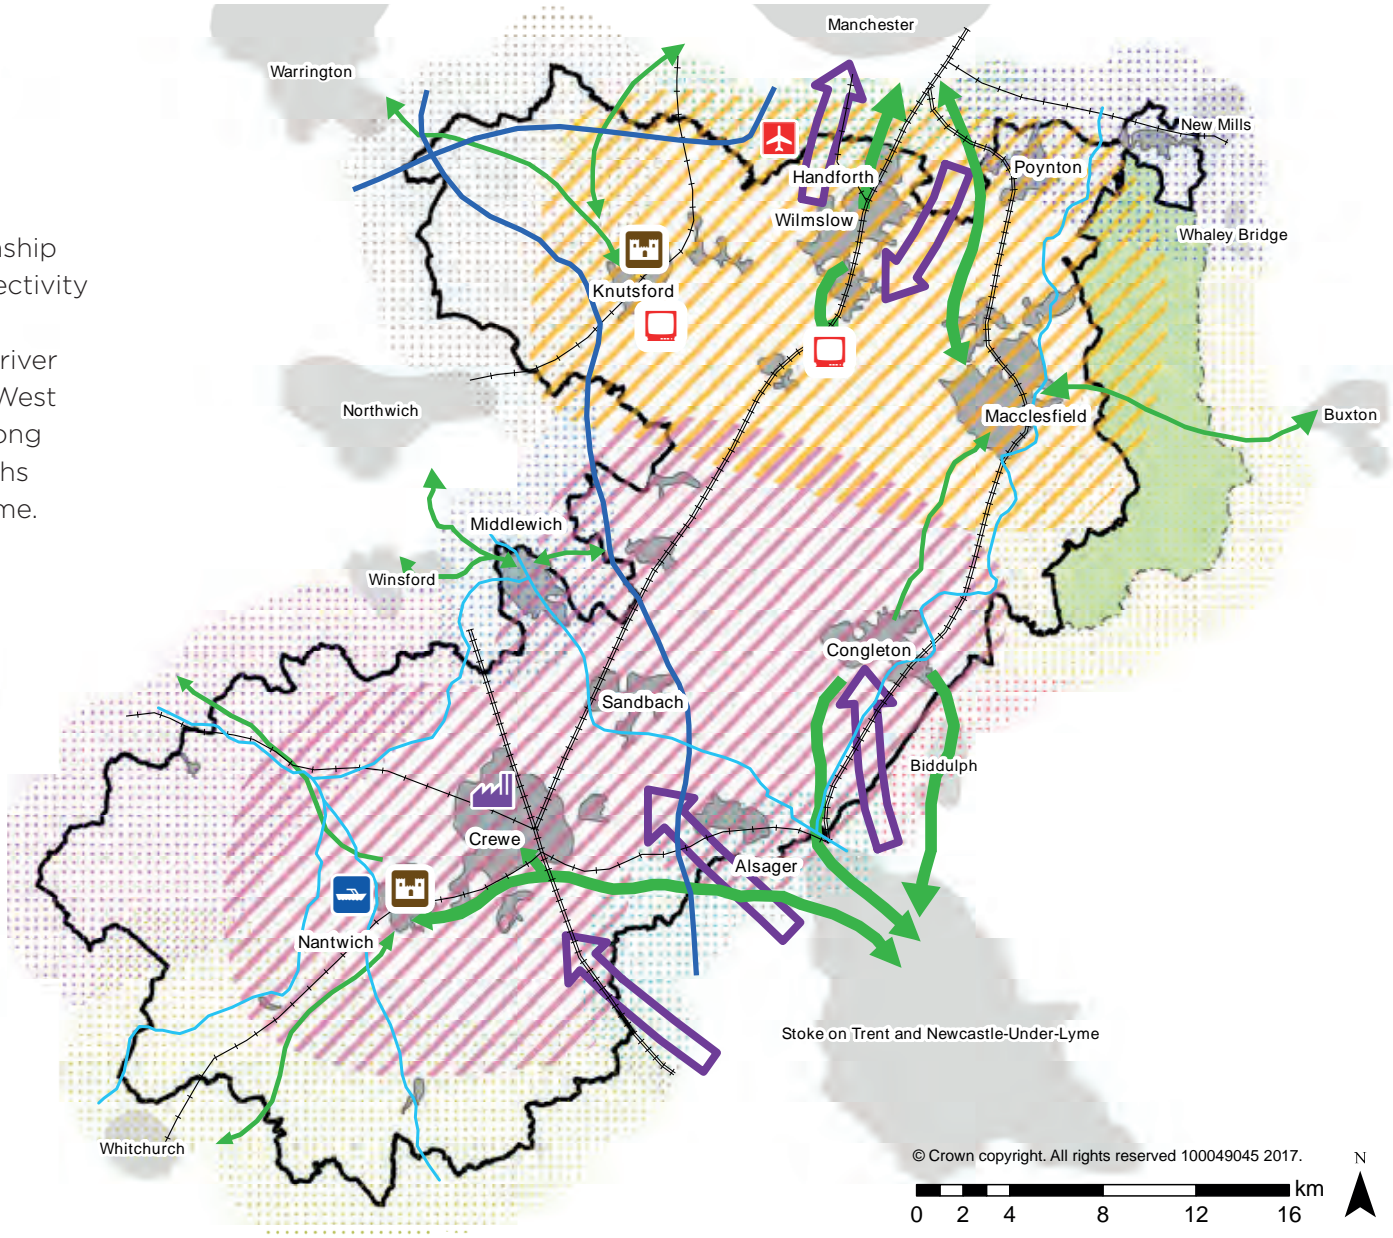 Manchester
Warrington
New Mills
Poynton
Handforth
Wilmslow
Whaley Bridge
nship
ectivity
Knutsford
river
West
ong
ths
me.
Northwich
Macclesfield
Buxton
Middlewich
Winsford
Congleton
Sandbach
Biddulph
Crewe
Alsager
Nantwich
Stoke on Trent and Newcastle-Under-Lyme
Whitchurch
© Crown copyright. All rights reserved 100049045 2017.
N
km
0 2 4 8 12 16